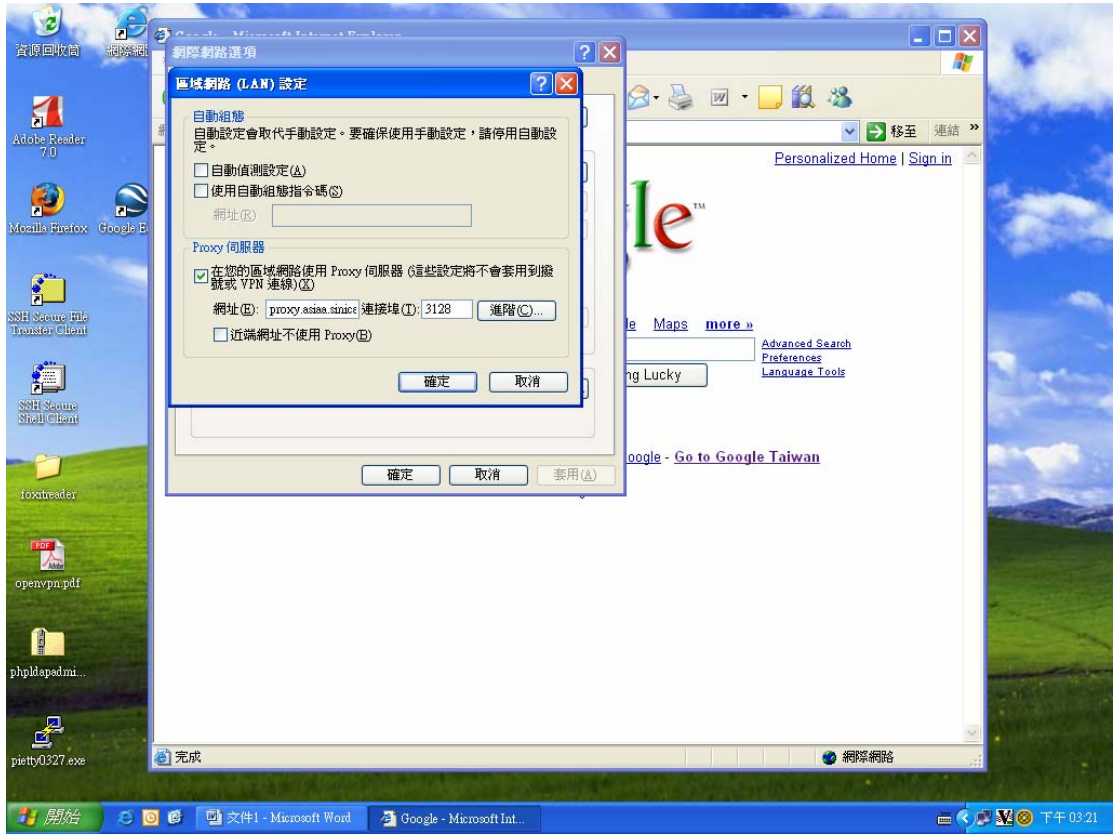 資源回收筒
Adobe Reader
7.0
Mozilla Firefox
Google E
SSH Secure File
Transfer Client
SSH Secure
Shell Client
foxitreader
PDF
Adobe
openvpn.pdf
phpldapadmi...
pietty0327.exe
網際網路選項
區域網路 (LAN) 設定
自動組態
自動設定會取代手動設定。要確保使用手動設定，請停用自動設
定。
自動偵測設定(A)
使用自動組態指令碼(S)
網址(R)
Proxy 伺服器
在您的區域網路使用 Proxy 伺服器 (這些設定將不會套用到撥
號或 VPN 連線)(X)
網址(E): proxy.asiaa.sinica 連接埠(T): 3128 進階(C)...
近端網址不使用 Proxy(B)
確定 取消
確定 取消 套用(A)
移至 連結 »
Personalized Home | Sign in
le™
le Maps more »
Advanced Search
Preferences
Language Tools
ng Lucky
oogle - Go to Google Taiwan
完成 網際網路
開始 文件1 - Microsoft Word Google - Microsoft Int... 下午 03:21